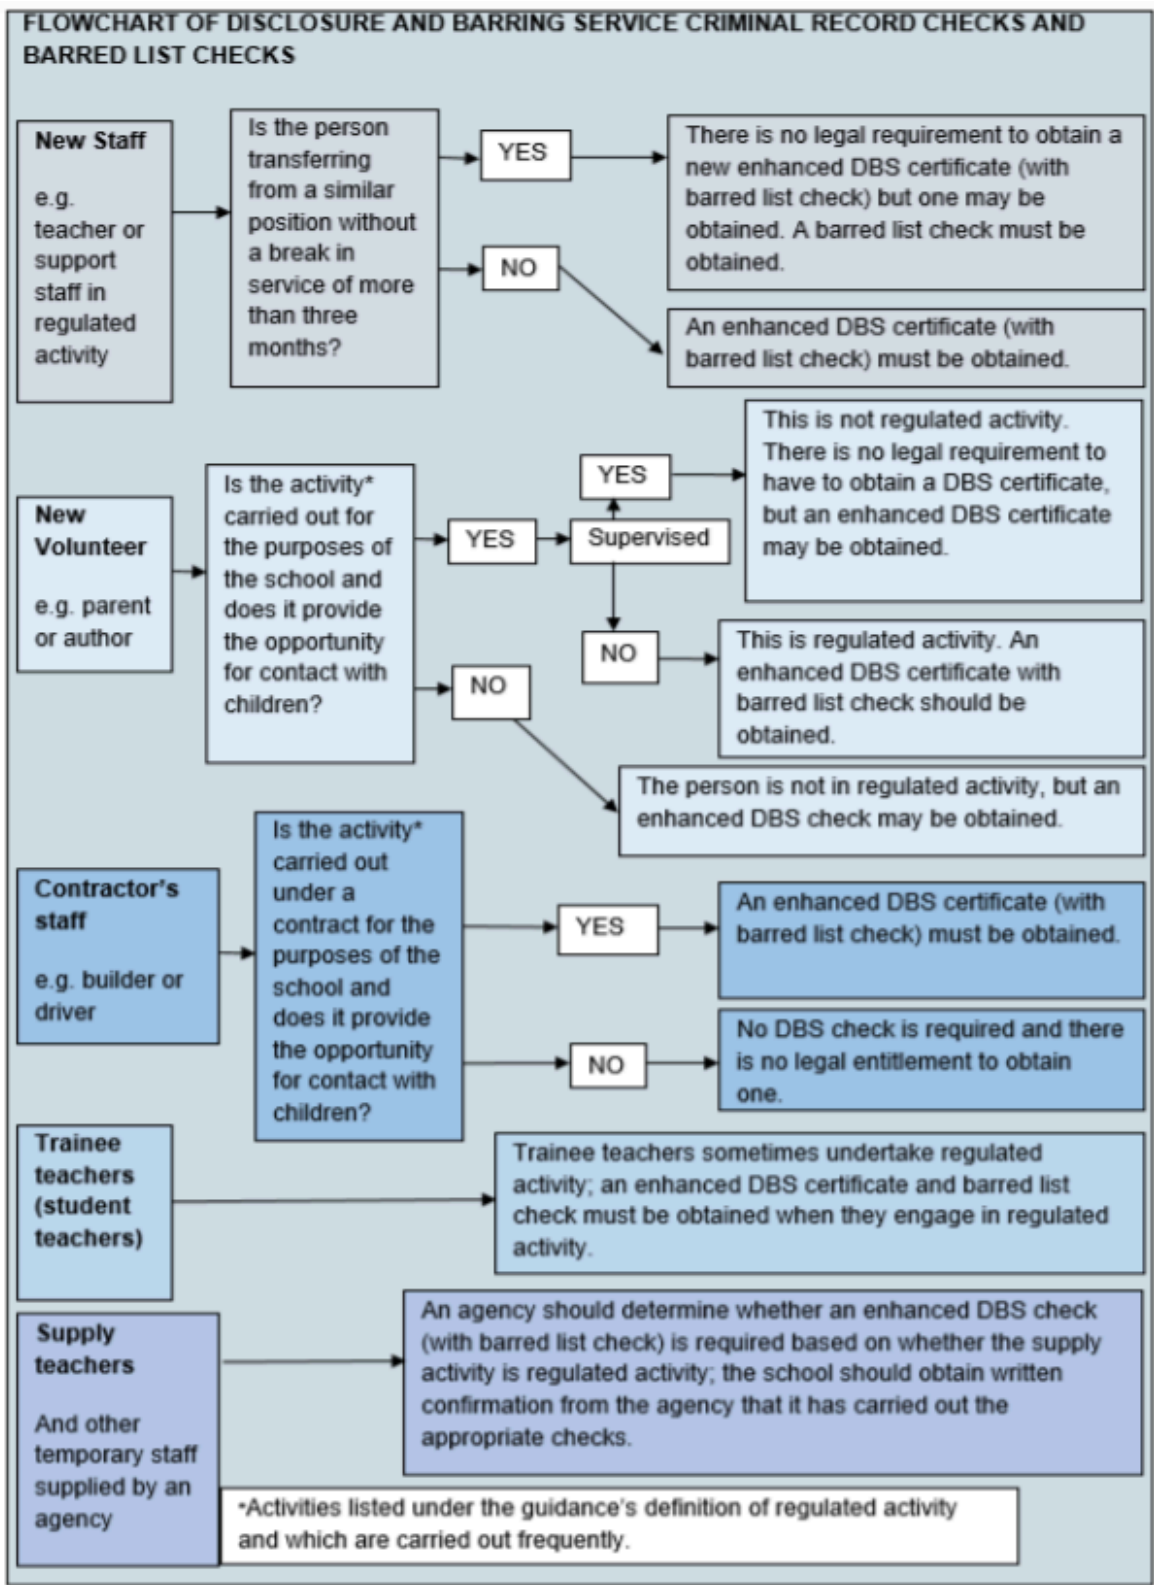 FLOWCHART OF DISCLOSURE AND BARRING SERVICE CRIMINAL RECORD CHECKS AND
BARRED LIST CHECKS
New Staff
e.g.
teacher or
support
staff in
regulated
activity
Is the person
transferring
from a similar
position without
a break in
service of more
than three
months?
YES
There is no legal requirement to obtain a
new enhanced DBS certificate (with
barred list check) but one may be
obtained. A barred list check must be
obtained.
NO
An enhanced DBS certificate (with
barred list check) must be obtained.
New
Volunteer
e.g. parent
or author
Is the activity*
carried out for
the purposes of
the school and
does it provide
the opportunity
for contact with
children?
YES
Supervised
YES
This is not regulated activity.
There is no legal requirement to
have to obtain a DBS certificate,
but an enhanced DBS certificate
may be obtained.
NO
This is regulated activity. An
enhanced DBS certificate with
barred list check should be
obtained.
NO
The person is not in regulated activity, but an
enhanced DBS check may be obtained.
Contractor's
staff
e.g. builder or
driver
Is the activity*
carried out
under a
contract for the
purposes of the
school and
does it provide
the opportunity
for contact with
children?
YES
An enhanced DBS certificate (with
barred list check) must be obtained.
NO
No DBS check is required and there
is no legal entitlement to obtain
one.
Trainee
teachers
(student
teachers)
Trainee teachers sometimes undertake regulated
activity; an enhanced DBS certificate and barred list
check must be obtained when they engage in regulated
activity.
Supply
teachers
And other
temporary staff
supplied by an
agency
An agency should determine whether an enhanced DBS check
(with barred list check) is required based on whether the supply
activity is regulated activity; the school should obtain written
confirmation from the agency that it has carried out the
appropriate checks.
*Activities listed under the guidance's definition of regulated activity
and which are carried out frequently.